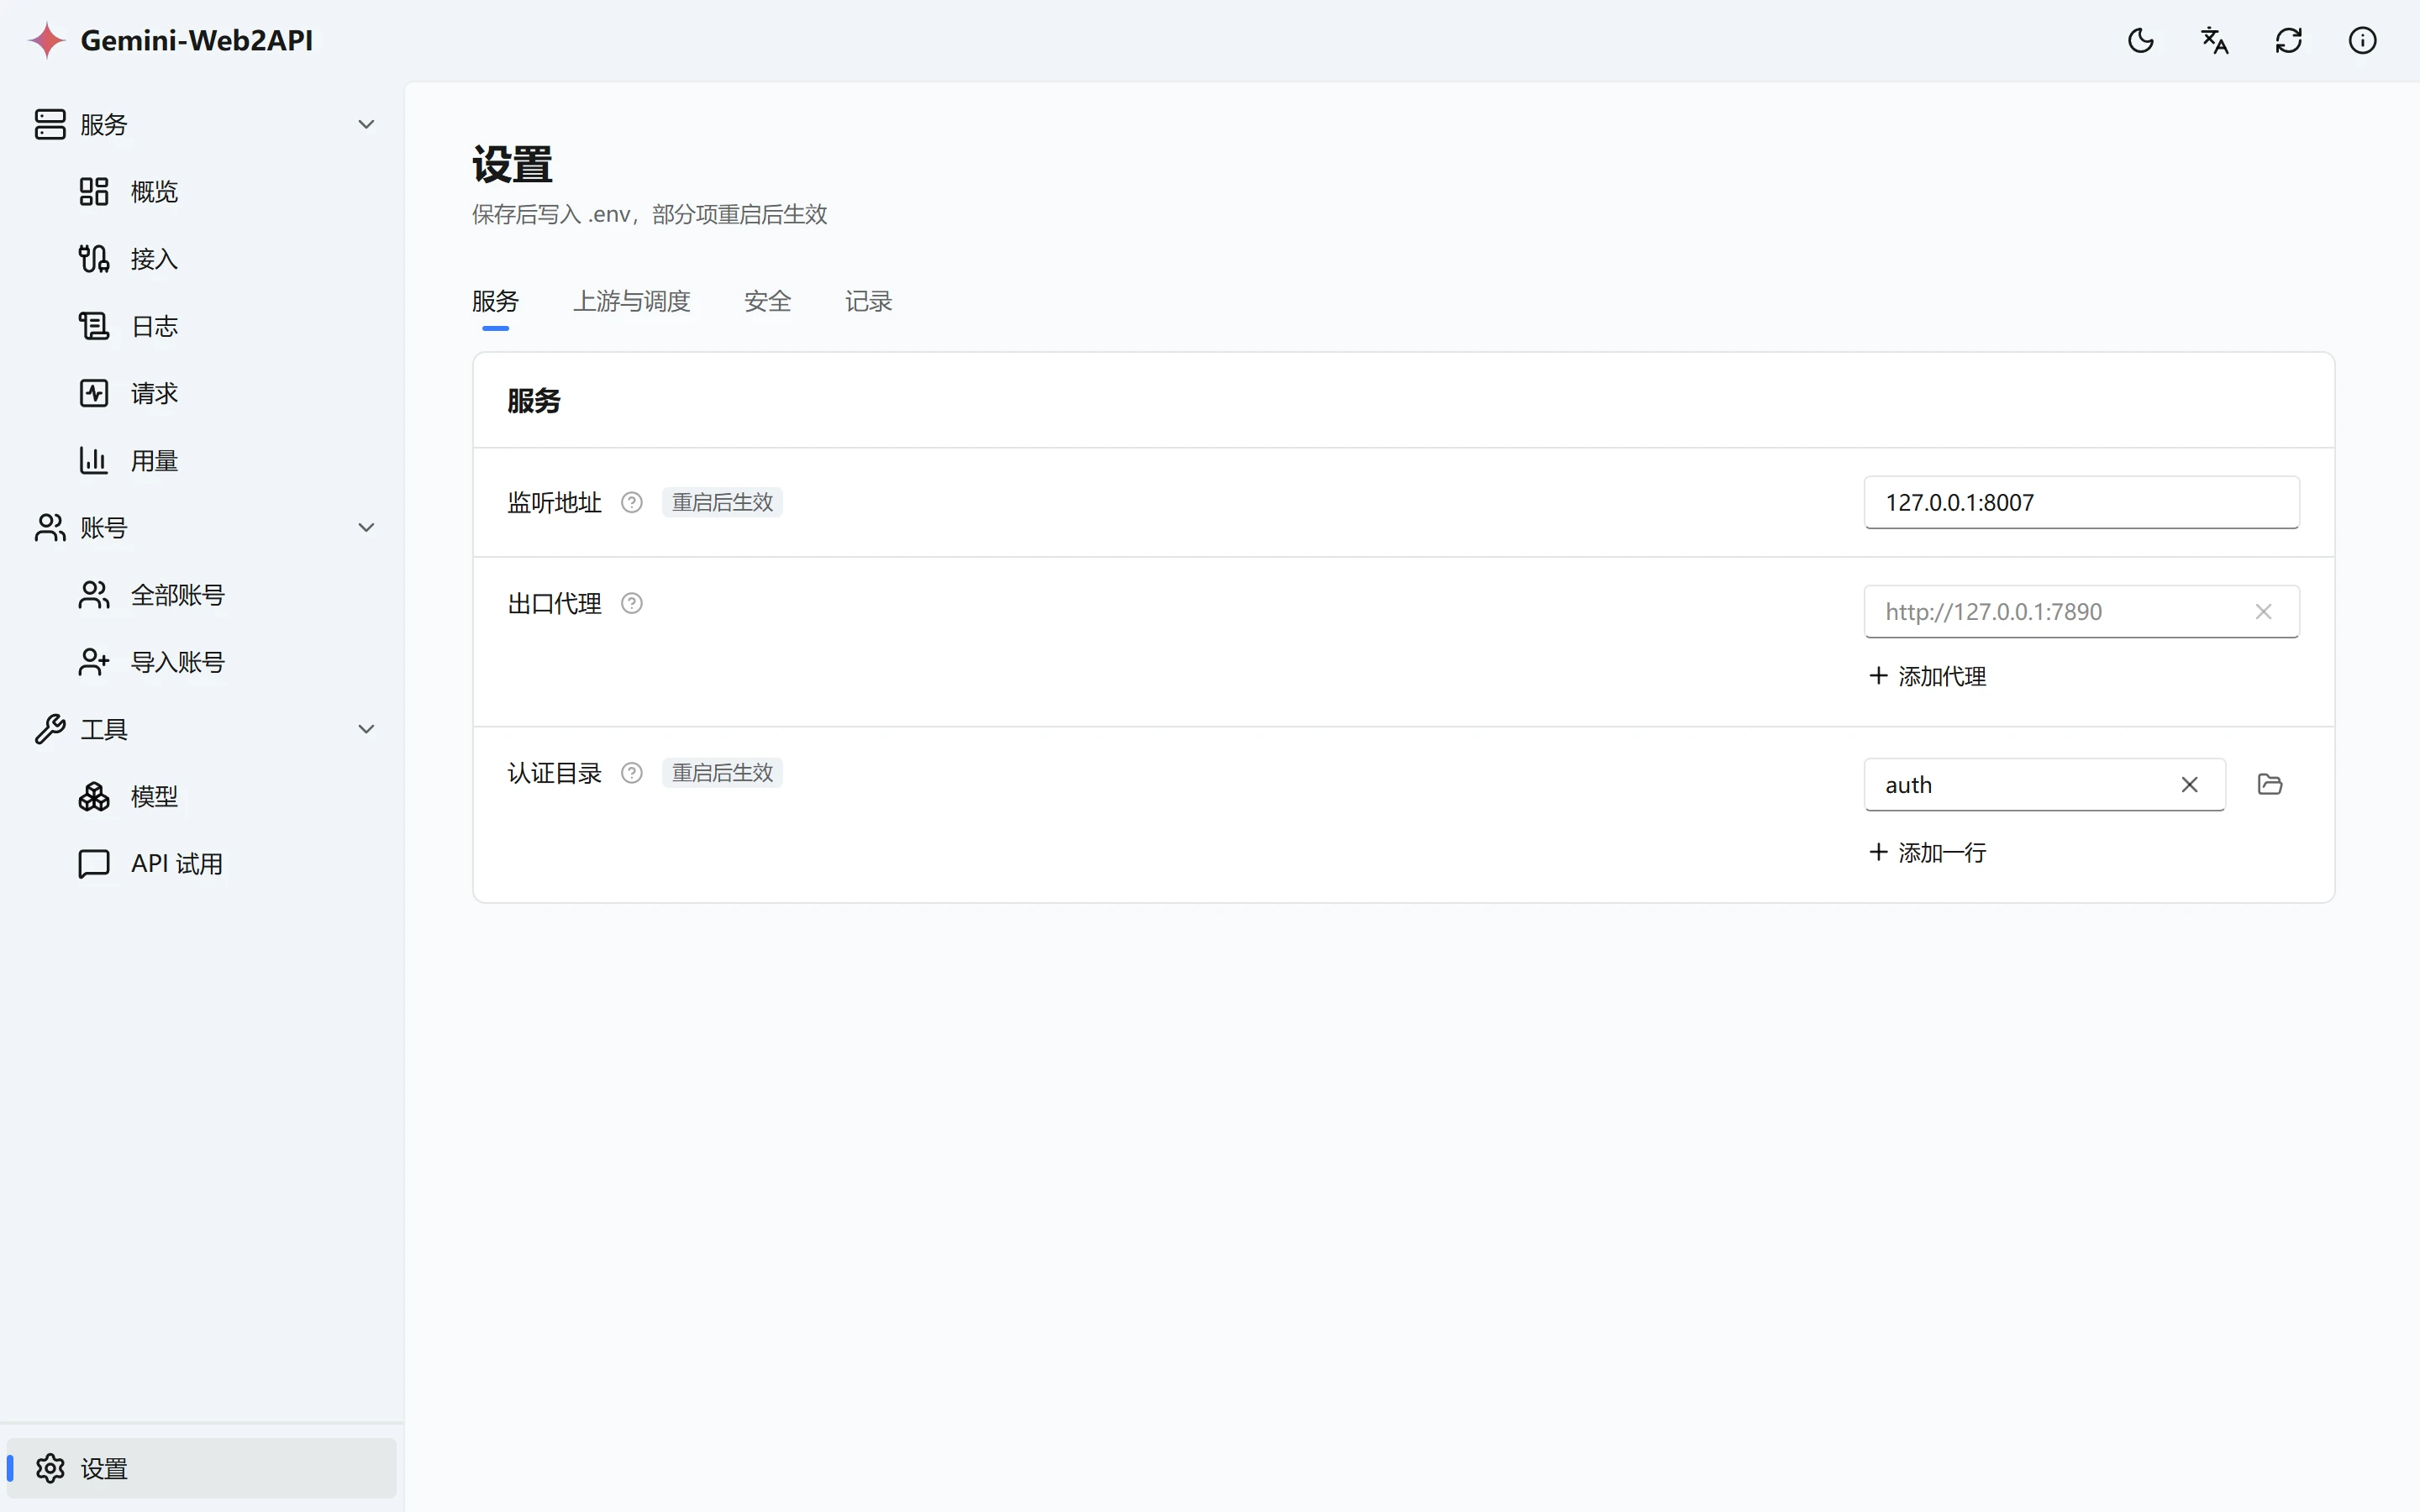 Gemini-Web2API
服务
概览
接入
日志
请求
用量
账号
全部账号
导入账号
工具
模型
API 试用
设置
设置
保存后写入 .env，部分项重启后生效
服务 上游与调度 安全 记录
服务
监听地址 重启后生效 127.0.0.1:8007
出口代理 http://127.0.0.1:7890
添加代理
认证目录 重启后生效 auth
添加一行